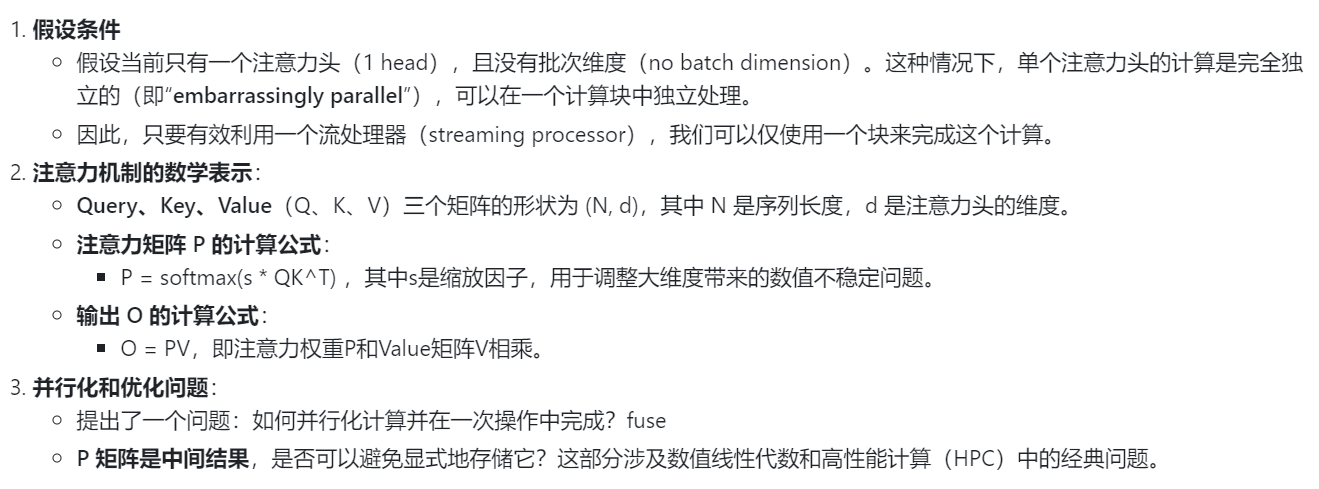 1. 假设条件
假设当前只有一个注意力头（1 head），且没有批次维度（no batch dimension）。这种情况下，单个注意力头的计算是完全独
立的（即“embarrassingly parallel”），可以在一个计算块中独立处理。
因此，只要有效利用一个流处理器（streaming processor），我们可以仅使用一个块来完成这个计算。
2. 注意力机制的数学表示：
Query、Key、Value（Q、K、V）三个矩阵的形状为 (N, d)，其中 N 是序列长度，d 是注意力头的维度。
注意力矩阵 P 的计算公式：
P = softmax(s * QK^T) ，其中s是缩放因子，用于调整大维度带来的数值不稳定问题。
输出 O 的计算公式：
O = PV，即注意力权重P和Value矩阵V相乘。
3. 并行化和优化问题：
提出了一个问题：如何并行化计算并在一次操作中完成？fuse
P 矩阵是中间结果，是否可以避免显式地存储它？这部分涉及数值线性代数和高性能计算（HPC）中的经典问题。